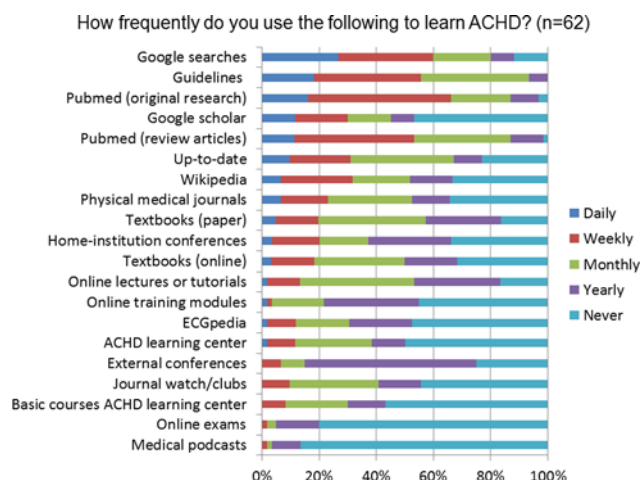 How frequently do you use the following to learn ACHD? (n=62)
Google searches
Guidelines
Pubmed (original research)
Google scholar
Pubmed (review articles)
Up-to-date
Wikipedia
Physical medical journals
Textbooks (paper)
Home-institution conferences
Textbooks (online)
Online lectures or tutorials
Online training modules
ECGpedia
ACHD learning center
External conferences
Journal watch/clubs
Basic courses ACHD learning center
Online exams
Medical podcasts
0% 20% 40% 60% 80% 100%
Daily
Weekly
Monthly
Yearly
Never